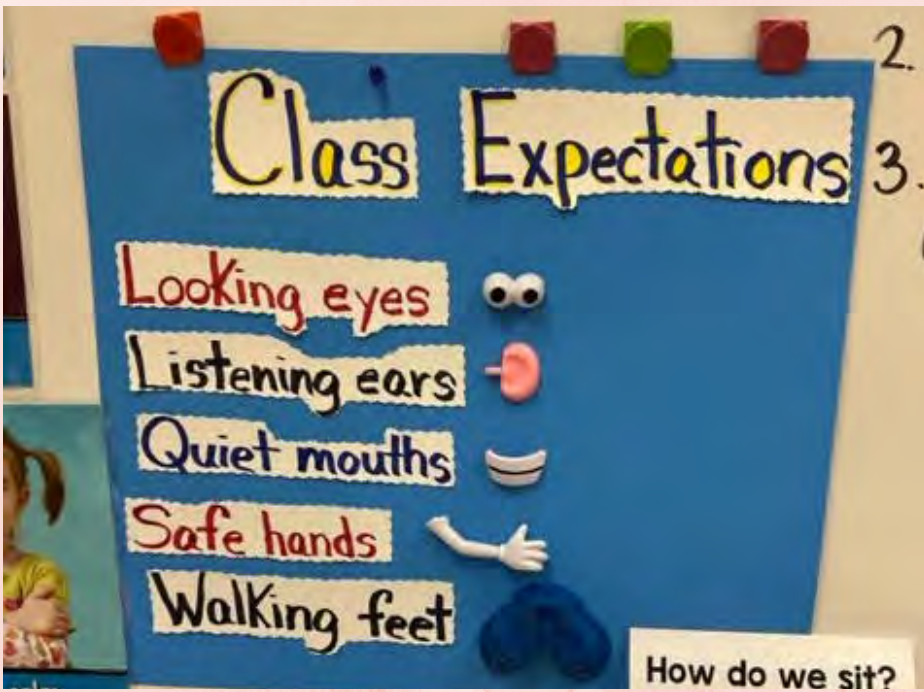 Class Expectations
2.
3.
Looking eyes
Listening ears
Quiet mouths
Safe hands
Walking feet
How do we sit?